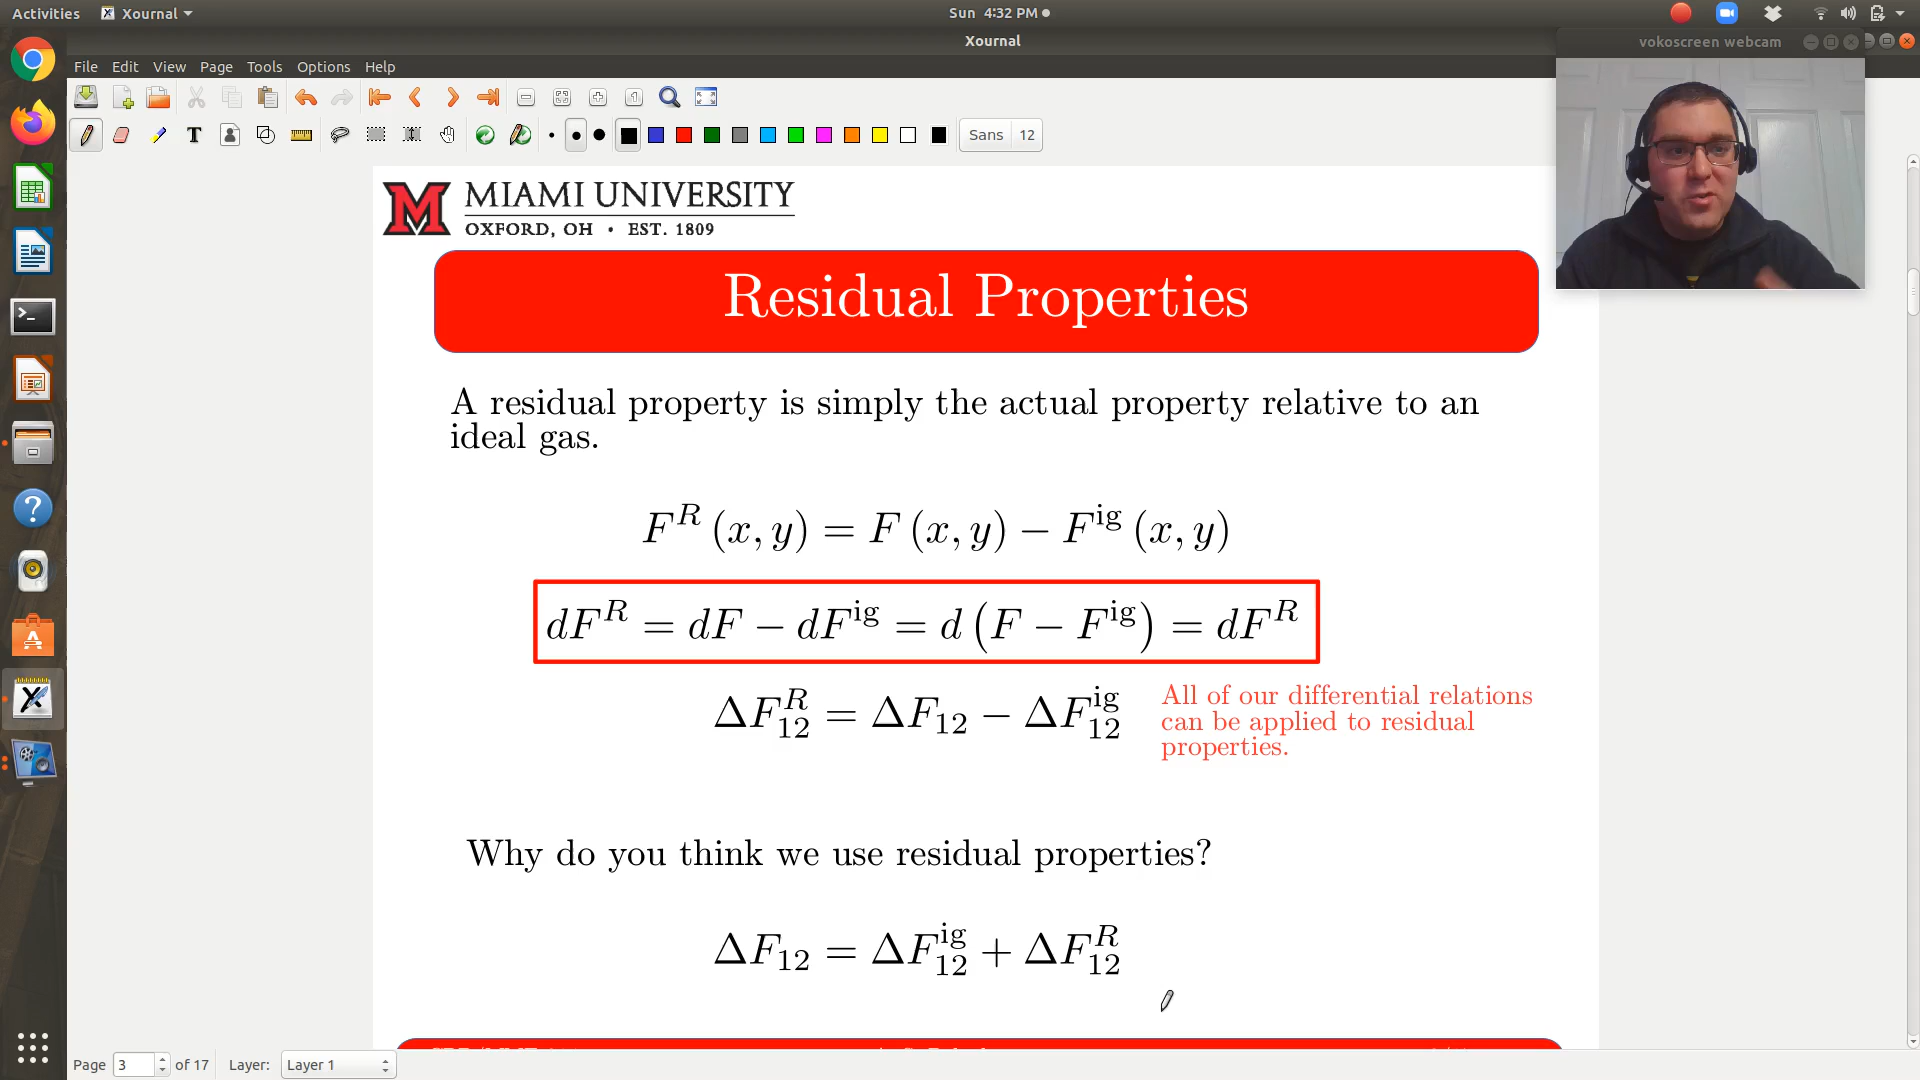 Activities
Xournal
Sun 4:32 PM
Xournal
vokoscreen webcam
File Edit View Page Tools Options Help
Sans 12
M
MIAMI UNIVERSITY
OXFORD, OH • EST. 1809
Residual Properties
A residual property is simply the actual property relative to an
ideal gas.
F^R (x, y) = F (x, y) − F^ig (x, y)
dF^R = dF − dF^ig = d (F − F^ig) = dF^R
ΔF^R_12 = ΔF_12 − ΔF^ig_12
All of our differential relations
can be applied to residual
properties.
Why do you think we use residual properties?
ΔF_12 = ΔF^ig_12 + ΔF^R_12
Page 3 of 17 Layer: Layer 1